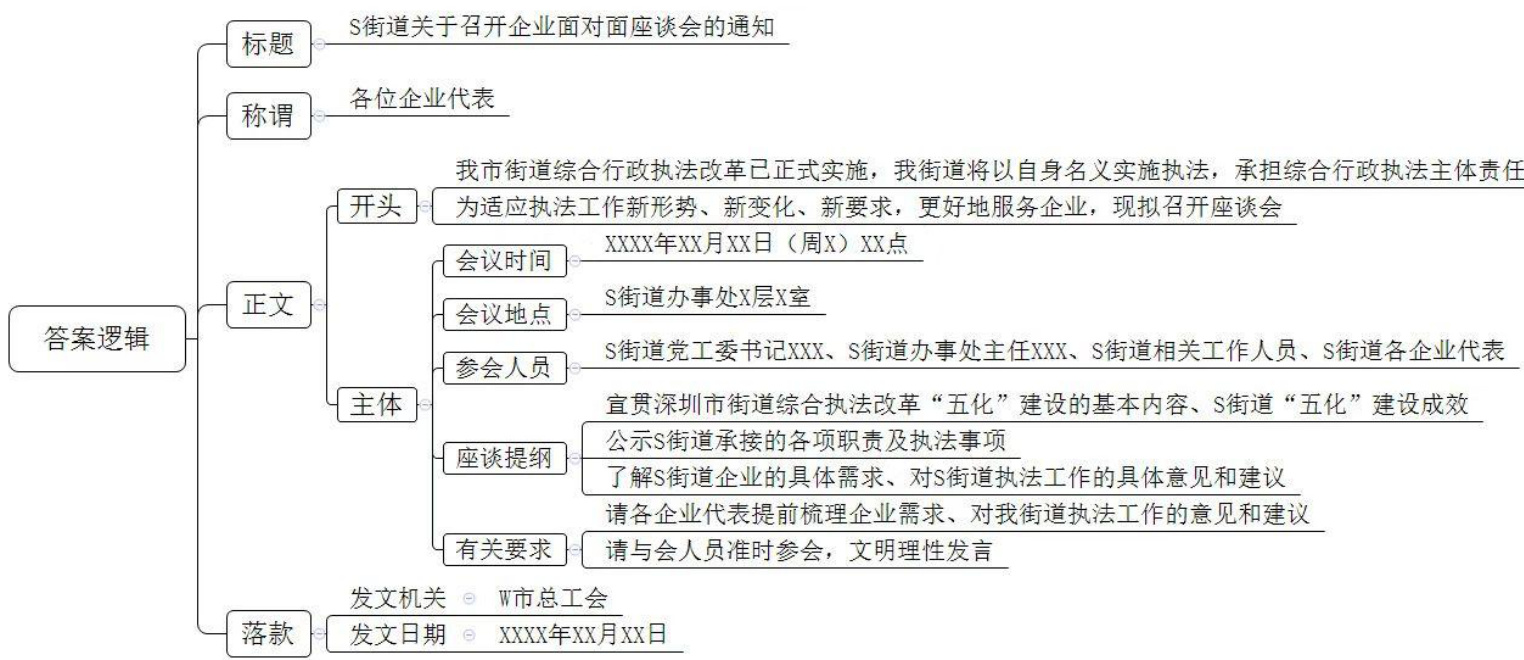 答案逻辑
标题
S街道关于召开企业面对面座谈会的通知
称谓
各位企业代表
正文
开头
我市街道综合行政执法改革已正式实施，我街道将以自身名义实施执法，承担综合行政执法主体责任
为适应执法工作新形势、新变化、新要求，更好地服务企业，现拟召开座谈会
主体
会议时间
XXXX年XX月XX日（周X）XX点
会议地点
S街道办事处X层X室
参会人员
S街道党工委书记XXX、S街道办事处主任XXX、S街道相关工作人员、S街道各企业代表
座谈提纲
宣贯深圳市街道综合执法改革“五化”建设的基本内容、S街道“五化”建设成效
公示S街道承接的各项职责及执法事项
了解S街道企业的具体需求、对S街道执法工作的具体意见和建议
有关要求
请各企业代表提前梳理企业需求、对我街道执法工作的意见和建议
请与会人员准时参会，文明理性发言
落款
发文机关 W市总工会
发文日期 XXXX年XX月XX日